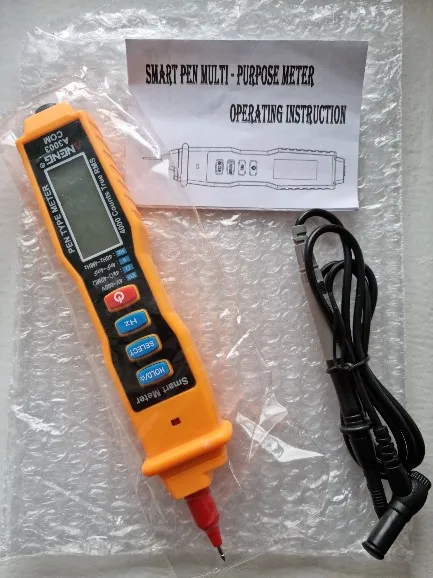 SMART PEN MULTI - PURPOSE METER
OPERATING INSTRUCTION
COM
A3003
ANENG
PEN TYPE METER
4000 Counts True RMS
Hz
SELECT
HOLD/R
Smart Meter